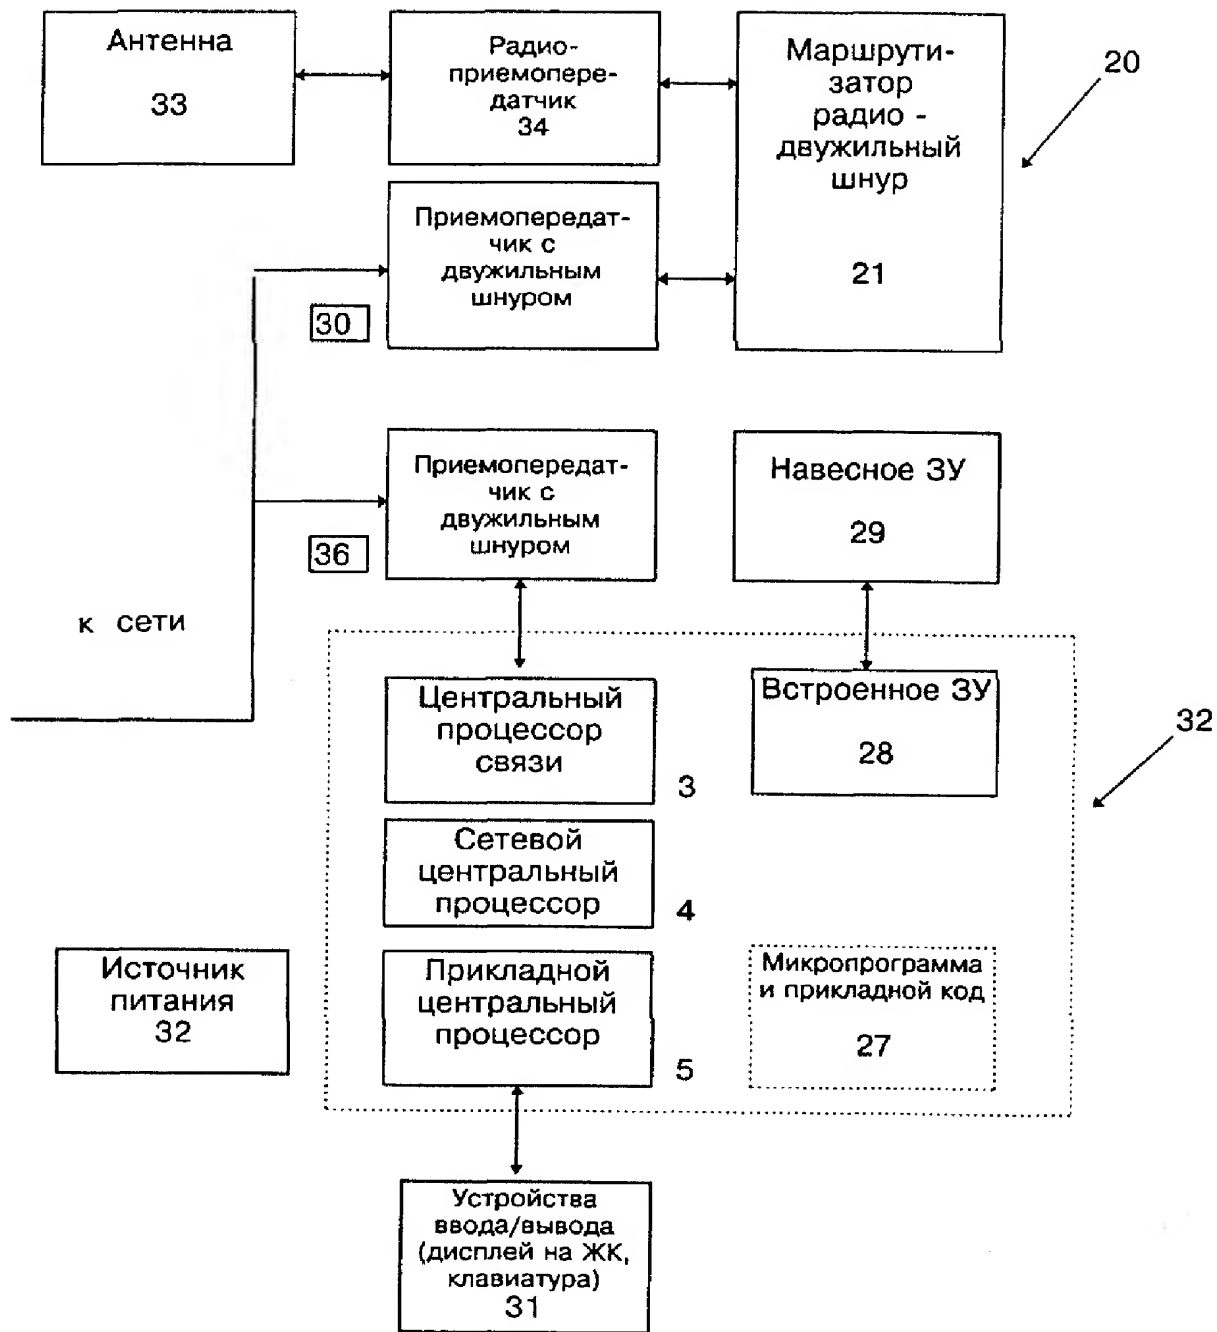 Антенна
33
Радио-
приемопере-
датчик
34
Маршрути-
затор
радио -
двужильный
шнур
21
20
Приемопередат-
чик с
двужильным
шнуром
30
Приемопередат-
чик с
двужильным
шнуром
36
Навесное ЗУ
29
к сети
Центральный
процессор
связи
3
Встроенное ЗУ
28
32
Сетевой
центральный
процессор
4
Источник
питания
32
Прикладной
центральный
процессор
5
Микропрограмма
и прикладной код
27
Устройства
ввода/вывода
(дисплей на ЖК,
клавиатура)
31